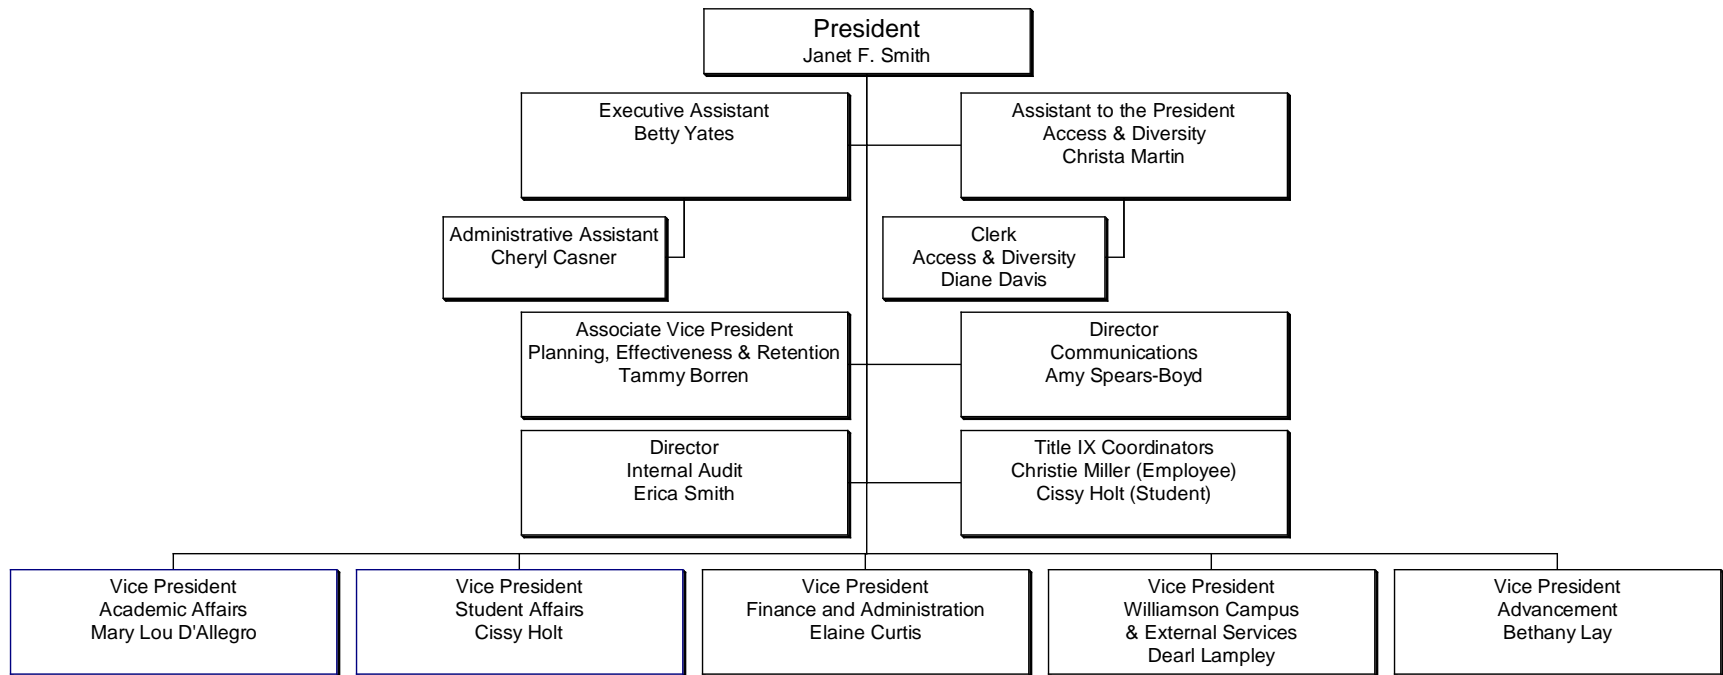 President
Janet F. Smith
Executive Assistant
Betty Yates
Assistant to the President
Access & Diversity
Christa Martin
Administrative Assistant
Cheryl Casner
Clerk
Access & Diversity
Diane Davis
Associate Vice President
Planning, Effectiveness & Retention
Tammy Borren
Director
Communications
Amy Spears-Boyd
Director
Internal Audit
Erica Smith
Title IX Coordinators
Christie Miller (Employee)
Cissy Holt (Student)
Vice President
Academic Affairs
Mary Lou D'Allegro
Vice President
Student Affairs
Cissy Holt
Vice President
Finance and Administration
Elaine Curtis
Vice President
Williamson Campus
& External Services
Dearl Lampley
Vice President
Advancement
Bethany Lay